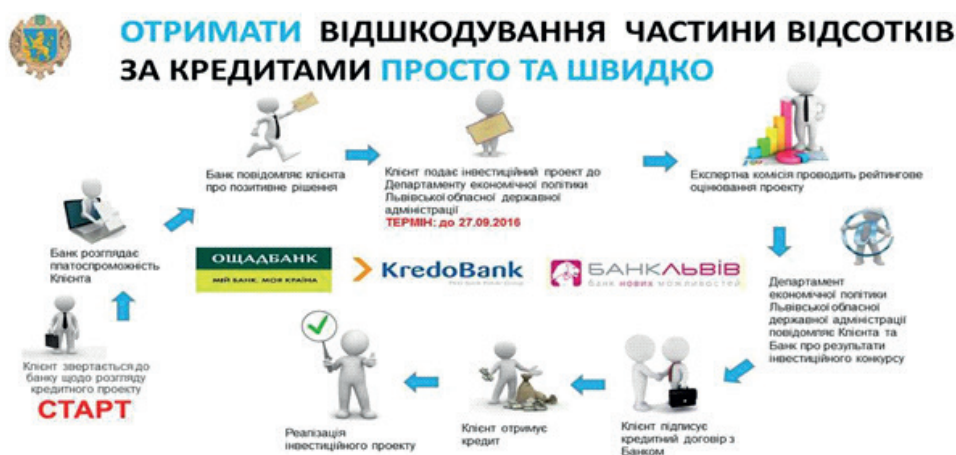 ОТРИМАТИ ВІДШКОДУВАННЯ ЧАСТИНИ ВІДСОТКІВ
ЗА КРЕДИТАМИ ПРОСТО ТА ШВИДКО
Клієнт звертається до
банку щодо розгляду
кредитного проекту
СТАРТ
Банк розглядає
платоспроможність
Клієнта
Банк повідомляє клієнта
про позитивне рішення
Клієнт подає інвестиційний проект до
Департаменту економічної політики
Львівської обласної державної
адміністрації
ТЕРМІН: до 27.09.2016
Експертна комісія проводить рейтингове
оцінювання проекту
Департамент
економічної політики
Львівської обласної
державної адміністрації
повідомляє Клієнта та
Банк про результати
інвестиційного конкурсу
Клієнт підписує
кредитний договір з
Банком
Клієнт отримує
кредит
Реалізація
інвестиційного проекту
ОЩАДБАНК
МІЙ БАНК. МОЯ КРАЇНА
KredoBank
БАНКЛЬВІВ
Банк нових можливостей